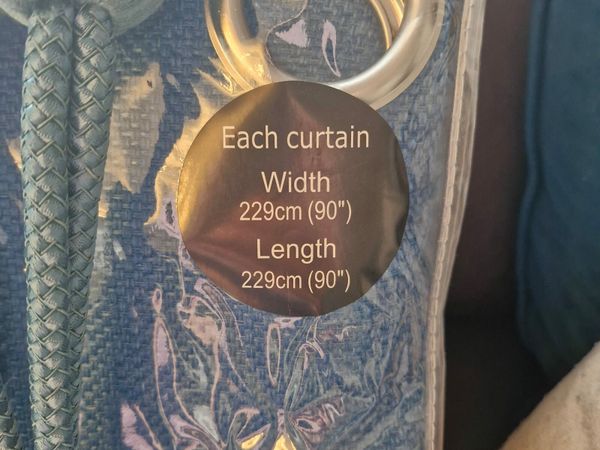 Each curtain
Width
229cm (90")
Length
229cm (90")